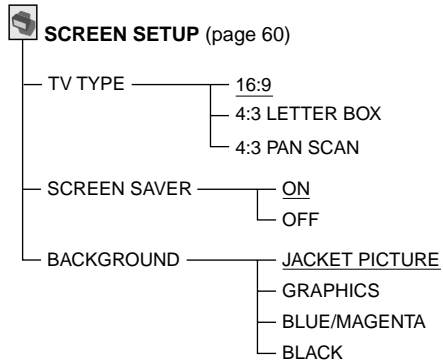 SCREEN SETUP (page 60)
TV TYPE
16:9
4:3 LETTER BOX
4:3 PAN SCAN
SCREEN SAVER
ON
OFF
BACKGROUND
JACKET PICTURE
GRAPHICS
BLUE/MAGENTA
BLACK